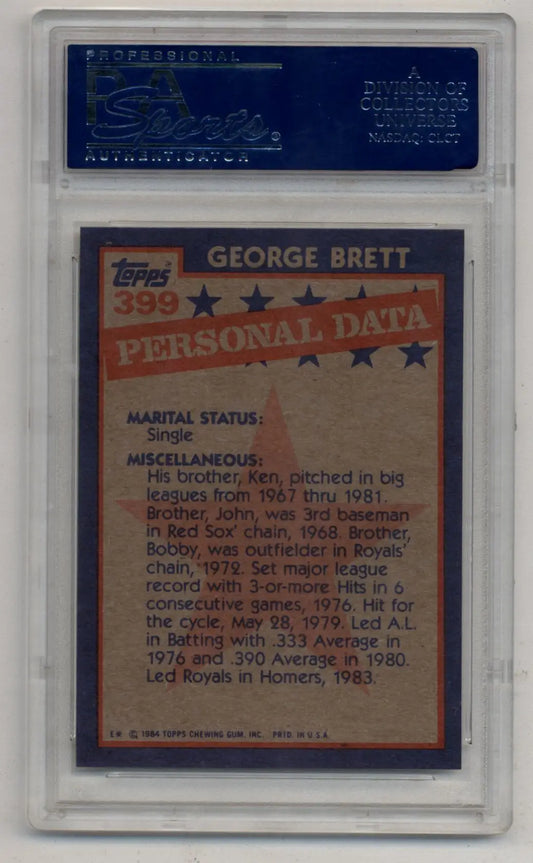 PROFESSIONAL
PSA
Sports
AUTHENTICATOR
A
DIVISION OF
COLLECTORS
UNIVERSE
NASDAQ: CLCT
GEORGE BRETT
TOPPS
399
PERSONAL DATA
MARITAL STATUS:
Single
MISCELLANEOUS:
His brother, Ken, pitched in big
leagues from 1967 thru 1981.
Brother, John, was 3rd baseman
in Red Sox' chain, 1968. Brother,
Bobby, was outfielder in Royals'
chain, 1972. Set major league
record with 3-or-more Hits in 6
consecutive games, 1976. Hit for
the cycle, May 28, 1979. Led A.L.
in Batting with .333 Average in
1976 and .390 Average in 1980.
Led Royals in Homers, 1983.
E* © 1984 TOPPS CHEWING GUM, INC. PRTD. IN U.S.A.